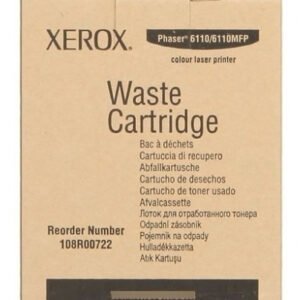 XEROX.
Phaser® 6110/6110MFP
colour laser printer
Waste
Cartridge
Bac à déchets
Cartuccia di recupero
Abfallkartusche
Cartucho de desechos
Cartucho de toner usado
Afvalcassette
Лоток для отработанного тонера
Odpadní zásobník
Pojemnik na odpady
Hulladékkazetta
Atık Kartuşu
Reorder Number
108R00722